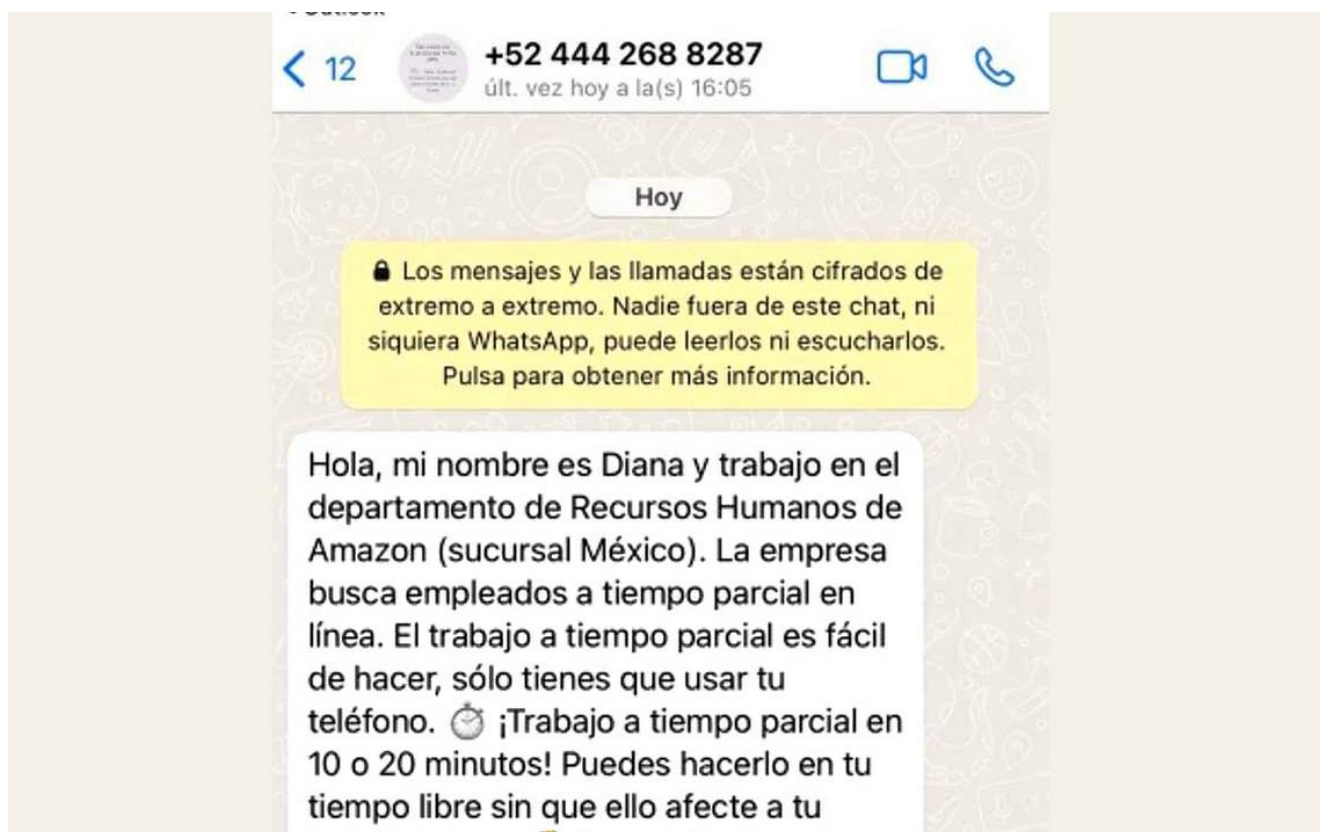 12
+52 444 268 8287
últ. vez hoy a la(s) 16:05
Hoy
Los mensajes y las llamadas están cifrados de
extremo a extremo. Nadie fuera de este chat, ni
siquiera WhatsApp, puede leerlos ni escucharlos.
Pulsa para obtener más información.
Hola, mi nombre es Diana y trabajo en el
departamento de Recursos Humanos de
Amazon (sucursal México). La empresa
busca empleados a tiempo parcial en
línea. El trabajo a tiempo parcial es fácil
de hacer, sólo tienes que usar tu
teléfono. ⏱️ ¡Trabajo a tiempo parcial en
10 o 20 minutos! Puedes hacerlo en tu
tiempo libre sin que ello afecte a tu